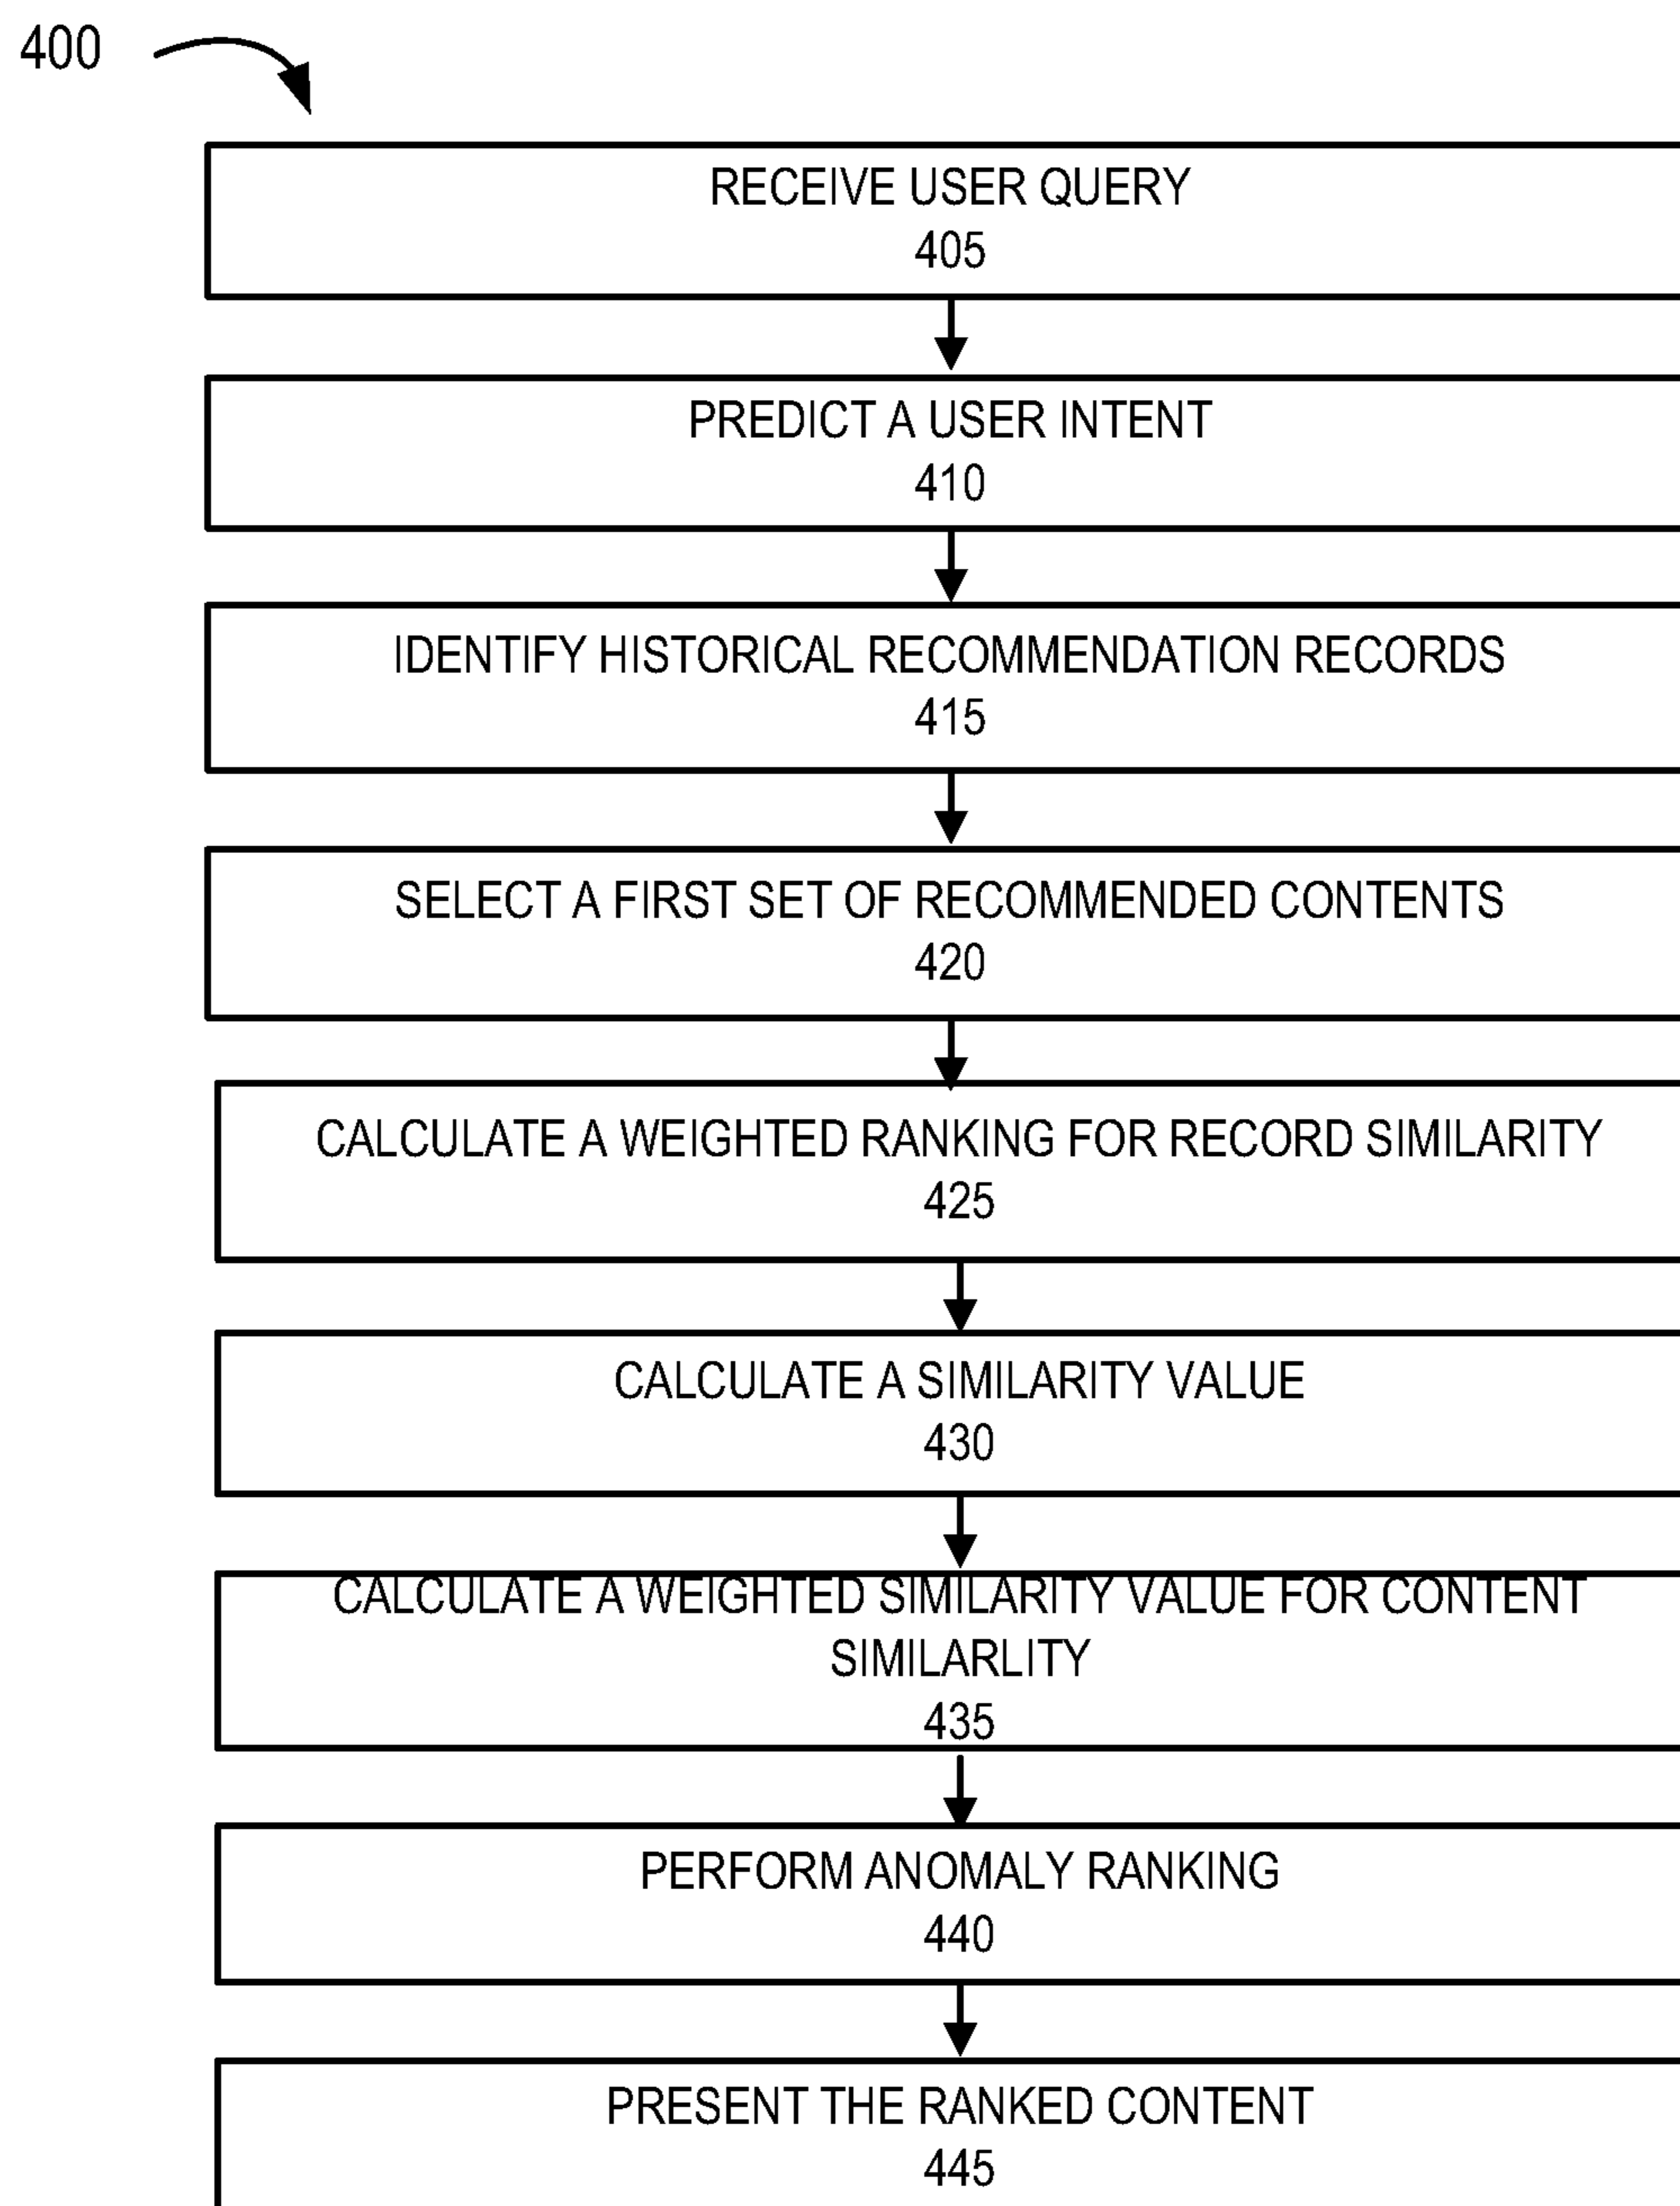 400
RECEIVE USER QUERY
405
PREDICT A USER INTENT
410
IDENTIFY HISTORICAL RECOMMENDATION RECORDS
415
SELECT A FIRST SET OF RECOMMENDED CONTENTS
420
CALCULATE A WEIGHTED RANKING FOR RECORD SIMILARITY
425
CALCULATE A SIMILARITY VALUE
430
CALCULATE A WEIGHTED SIMILARITY VALUE FOR CONTENT
SIMILARLITY
435
PERFORM ANOMALY RANKING
440
PRESENT THE RANKED CONTENT
445